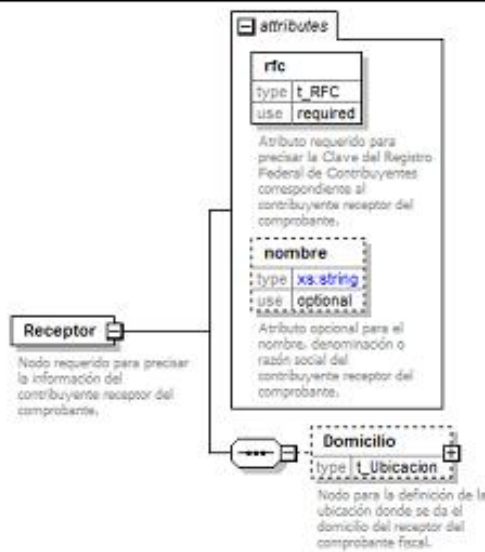 attributes
rfc
type t_RFC
use required
Atributo requerido para
precisar la Clave del Registro
Federal de Contribuyentes
correspondiente al
contribuyente receptor del
comprobante.
nombre
type xs:string
use optional
Atributo opcional para el
nombre, denominación o
razón social del
contribuyente receptor del
comprobante.
Receptor
Nodo requerido para precisar
la información del
contribuyente receptor del
comprobante.
Domicilio
type t_Ubicacion
Nodo para la definición de la
ubicación donde se da el
domicilio del receptor del
comprobante fiscal.